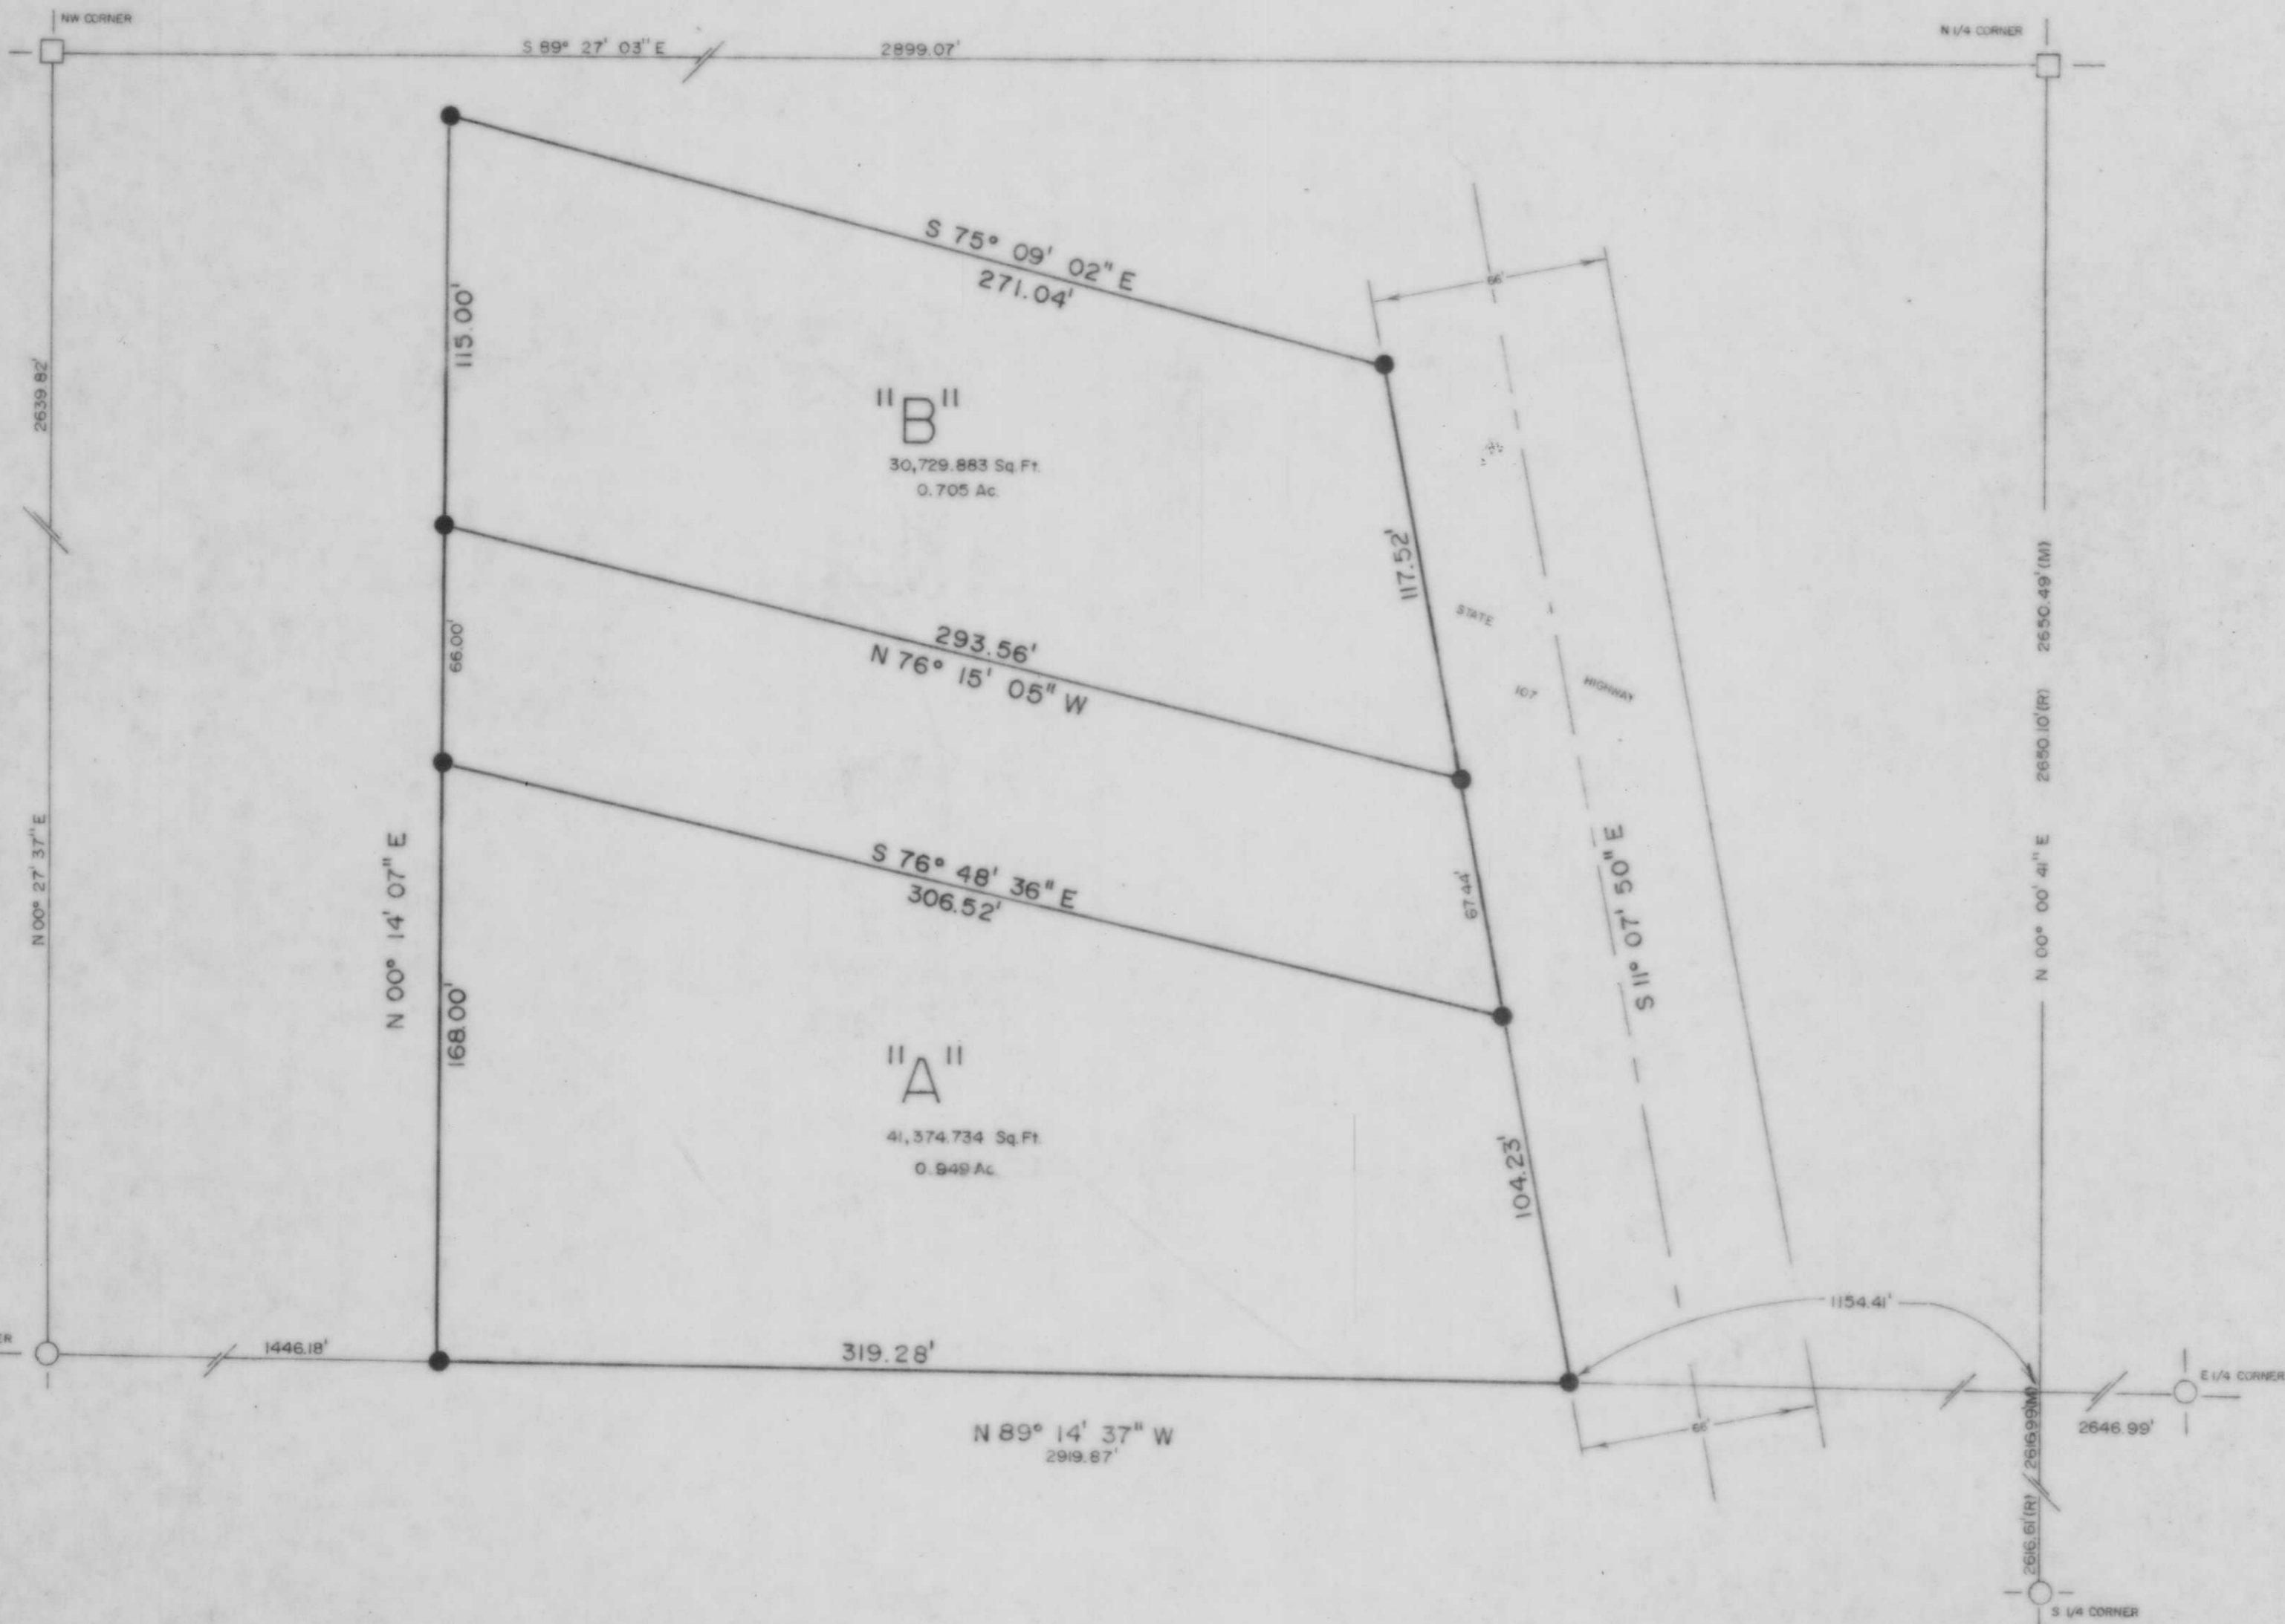 NW CORNER
N 1/4 CORNER
S 89° 27' 03" E
2899.07'
S 75° 09' 02" E
271.04'
66'
115.00'
2639.82'
"B"
30,729.883 Sq.Ft.
0.705 Ac.
117.52'
STATE
107
HIGHWAY
2650.49' (M)
2650.10' (R)
66.00'
293.56'
N 76° 15' 05" W
N 00° 27' 37" E
N 00° 14' 07" E
S 76° 48' 36" E
306.52'
67.44'
S 11° 07' 50" E
N 00° 00' 41" E
168.00'
"A"
41,374.734 Sq.Ft.
0.949 Ac.
104.23'
1154.41'
ER
1446.18'
319.28'
E 1/4 CORNER
N 89° 14' 37" W
2919.87'
66'
2646.99'
2616.99'(M)
2616.61'(R)
S 1/4 CORNER